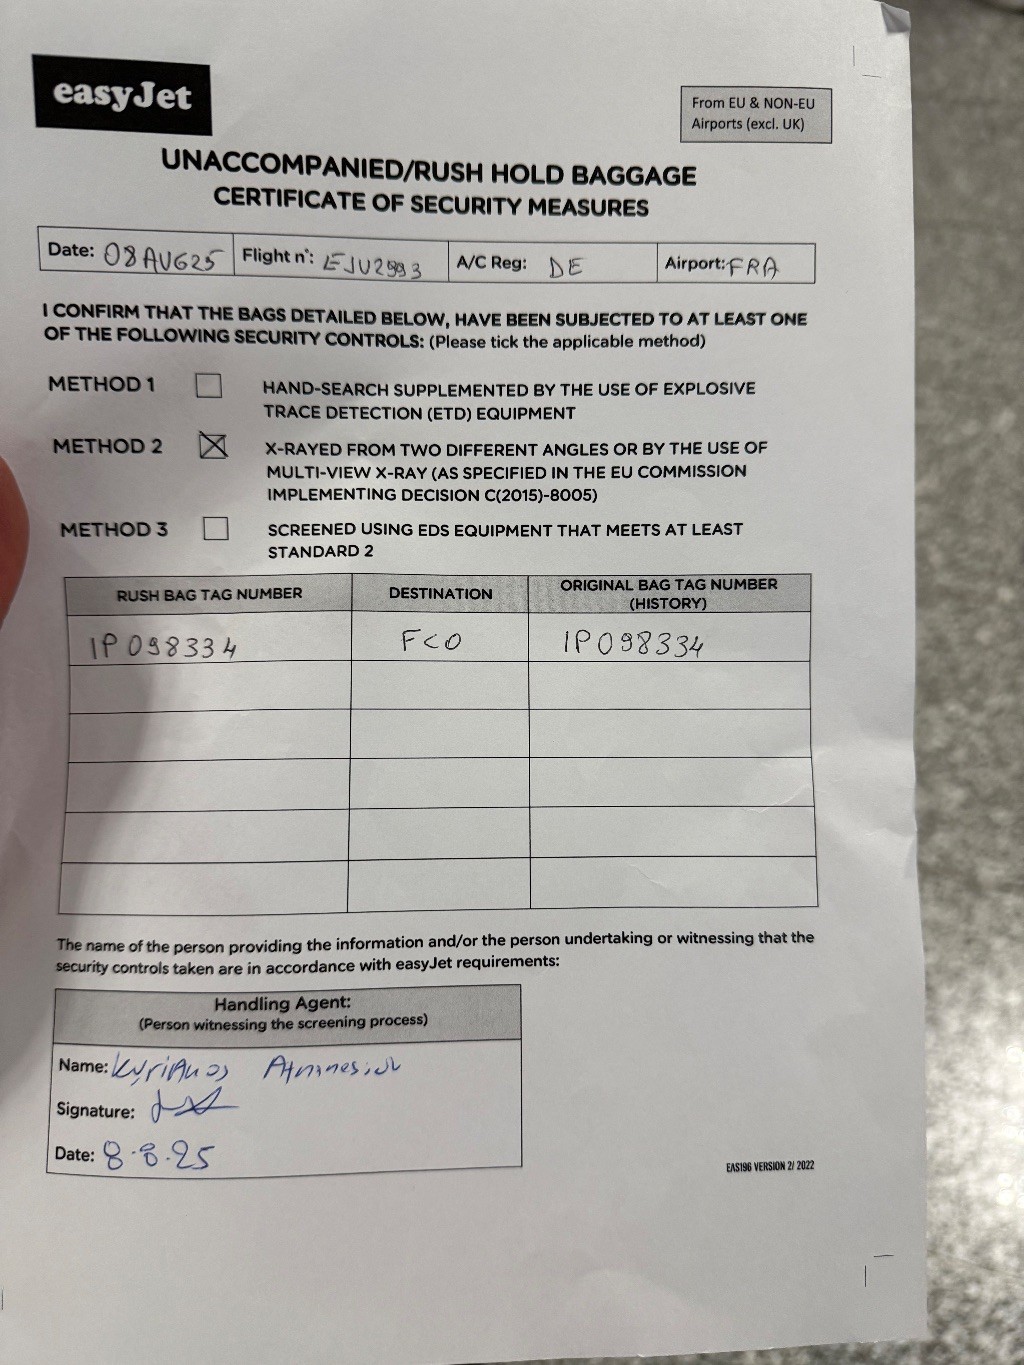 easyJet
From EU & NON-EU
Airports (excl. UK)
UNACCOMPANIED/RUSH HOLD BAGGAGE
CERTIFICATE OF SECURITY MEASURES
Date: 08AUG25 Flight n°: EJU2993 A/C Reg: DE Airport: FRA
I CONFIRM THAT THE BAGS DETAILED BELOW, HAVE BEEN SUBJECTED TO AT LEAST ONE
OF THE FOLLOWING SECURITY CONTROLS: (Please tick the applicable method)
METHOD 1 HAND-SEARCH SUPPLEMENTED BY THE USE OF EXPLOSIVE
TRACE DETECTION (ETD) EQUIPMENT
METHOD 2 X-RAYED FROM TWO DIFFERENT ANGLES OR BY THE USE OF
MULTI-VIEW X-RAY (AS SPECIFIED IN THE EU COMMISSION
IMPLEMENTING DECISION C(2015)-8005)
METHOD 3 SCREENED USING EDS EQUIPMENT THAT MEETS AT LEAST
STANDARD 2
RUSH BAG TAG NUMBER DESTINATION ORIGINAL BAG TAG NUMBER
(HISTORY)
IP098334 FCO IP098334
The name of the person providing the information and/or the person undertaking or witnessing that the
security controls taken are in accordance with easyJet requirements:
Handling Agent:
(Person witnessing the screening process)
Name:
Signature:
Date: 8.8.25
EAS196 VERSION 2/ 2022